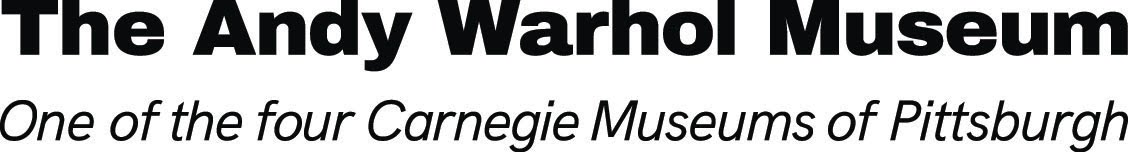 The Andy Warhol Museum
One of the four Carnegie Museums of Pittsburgh